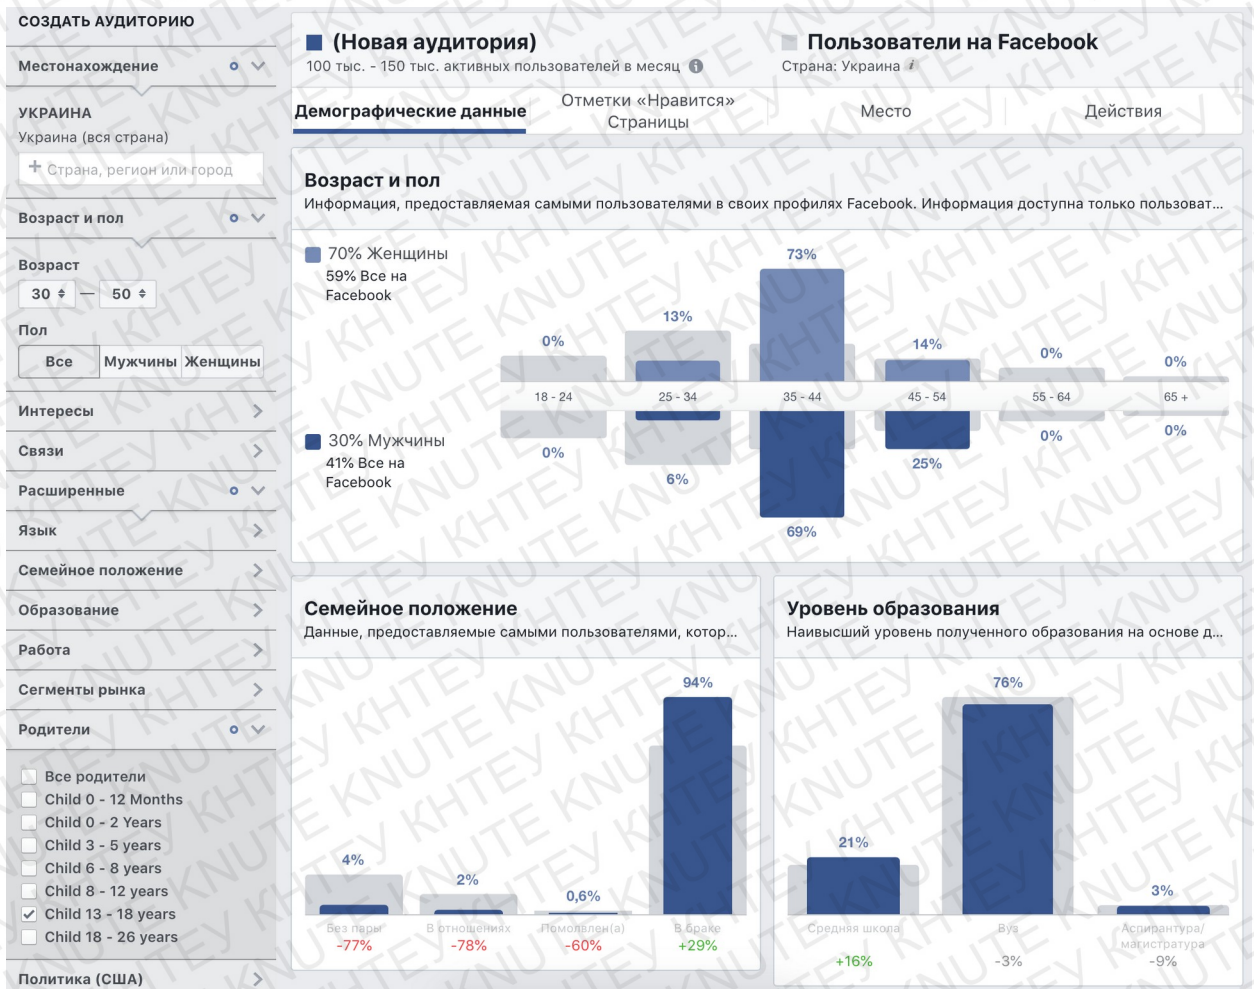 СОЗДАТЬ АУДИТОРИЮ
Местонахождение
УКРАИНА
Украина (вся страна)
+ Страна, регион или город
Возраст и пол
Возраст
30 — 50
Пол
Все Мужчины Женщины
Интересы
Связи
Расширенные
Язык
Семейное положение
Образование
Работа
Сегменты рынка
Родители
Все родители
Child 0 - 12 Months
Child 0 - 2 Years
Child 3 - 5 years
Child 6 - 8 years
Child 8 - 12 years
Child 13 - 18 years
Child 18 - 26 years
Политика (США)
(Новая аудитория)
100 тыс. - 150 тыс. активных пользователей в месяц
Пользователи на Facebook
Страна: Украина
Демографические данные
Отметки «Нравится»
Страницы
Место
Действия
Возраст и пол
Информация, предоставляемая самыми пользователями в своих профилях Facebook. Информация доступна только пользоват...
70% Женщины
59% Все на
Facebook
0% 13% 73% 14% 0% 0%
18 - 24 25 - 34 35 - 44 45 - 54 55 - 64 65 +
30% Мужчины
41% Все на
Facebook
0% 6% 69% 25% 0% 0%
Семейное положение
Данные, предоставляемые самыми пользователями, котор...
4% 2% 0,6% 94%
Без пары В отношениях Помолвлен(а) В браке
-77% -78% -60% +29%
Уровень образования
Наивысший уровень полученного образования на основе д...
21% 76% 3%
Средняя школа Вуз Аспирантура/
магистратура
+16% -3% -9%
KNUTE КНТЕУ